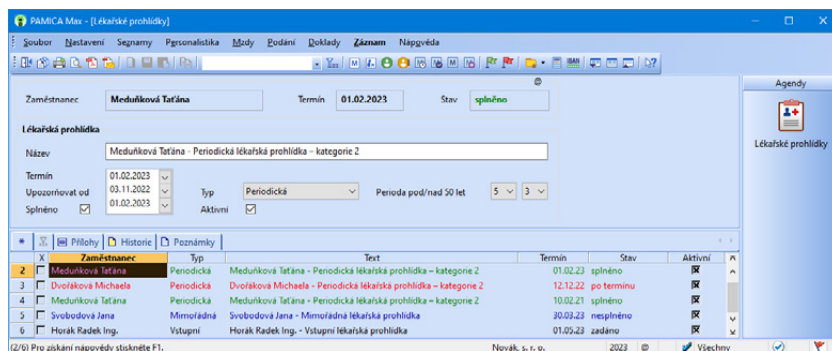 PAMICA Max - [Lékařské prohlídky]
Soubor Nastavení Seznamy Personalistika Mzdy Podání Doklady Záznam Nápověda
Agendy
Zaměstnanec Meduňková Taťána Termín 01.02.2023 Stav splněno
Lékařská prohlídka
Lékařské prohlídky
Název Meduňková Taťána - Periodická lékařská prohlídka – kategorie 2
Termín 01.02.2023
Upozorňovat od 03.11.2022 Typ Periodická Perioda pod/nad 50 let 5 3
Splněno 01.02.2023 Aktivní
* Přílohy Historie Poznámky
X Zaměstnanec Typ Text Termín Stav Aktivní
2 Meduňková Taťána Periodická Meduňková Taťána - Periodická lékařská prohlídka – kategorie 2 01.02.23 splněno
3 Dvořáková Michaela Periodická Dvořáková Michaela - Periodická lékařská prohlídka – kategorie 2 12.12.22 po termínu
4 Meduňková Taťána Periodická Meduňková Taťána - Periodická lékařská prohlídka – kategorie 2 10.02.21 splněno
5 Svobodová Jana Mimořádná Svobodová Jana - Mimořádná lékařská prohlídka 30.03.23 nesplněno
6 Horák Radek Ing. Vstupní Horák Radek Ing. - Vstupní lékařská prohlídka 01.05.23 zadáno
(2/6) Pro získání nápovědy stiskněte F1. Novák, s. r. o. 2023 @ Všechny